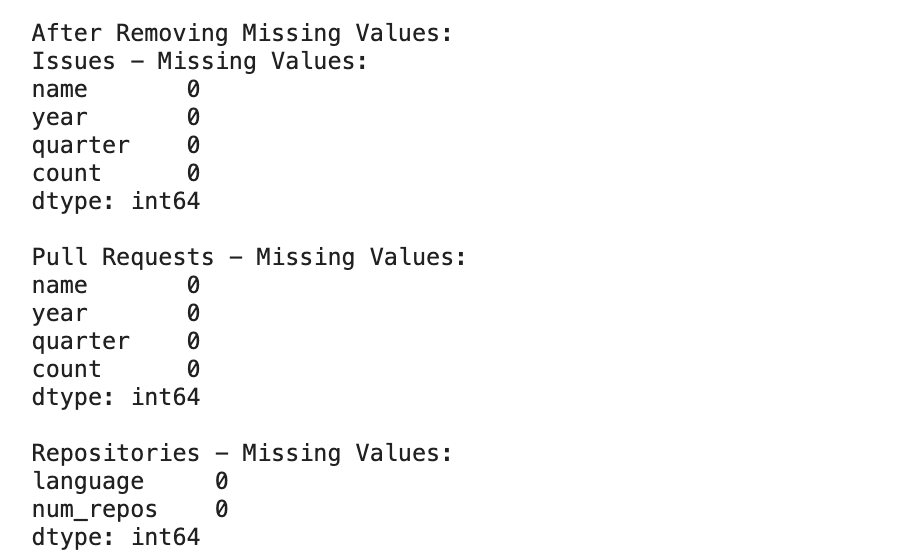 After Removing Missing Values:
Issues – Missing Values:
name       0
year       0
quarter    0
count      0
dtype: int64

Pull Requests – Missing Values:
name       0
year       0
quarter    0
count      0
dtype: int64

Repositories – Missing Values:
language     0
num_repos    0
dtype: int64